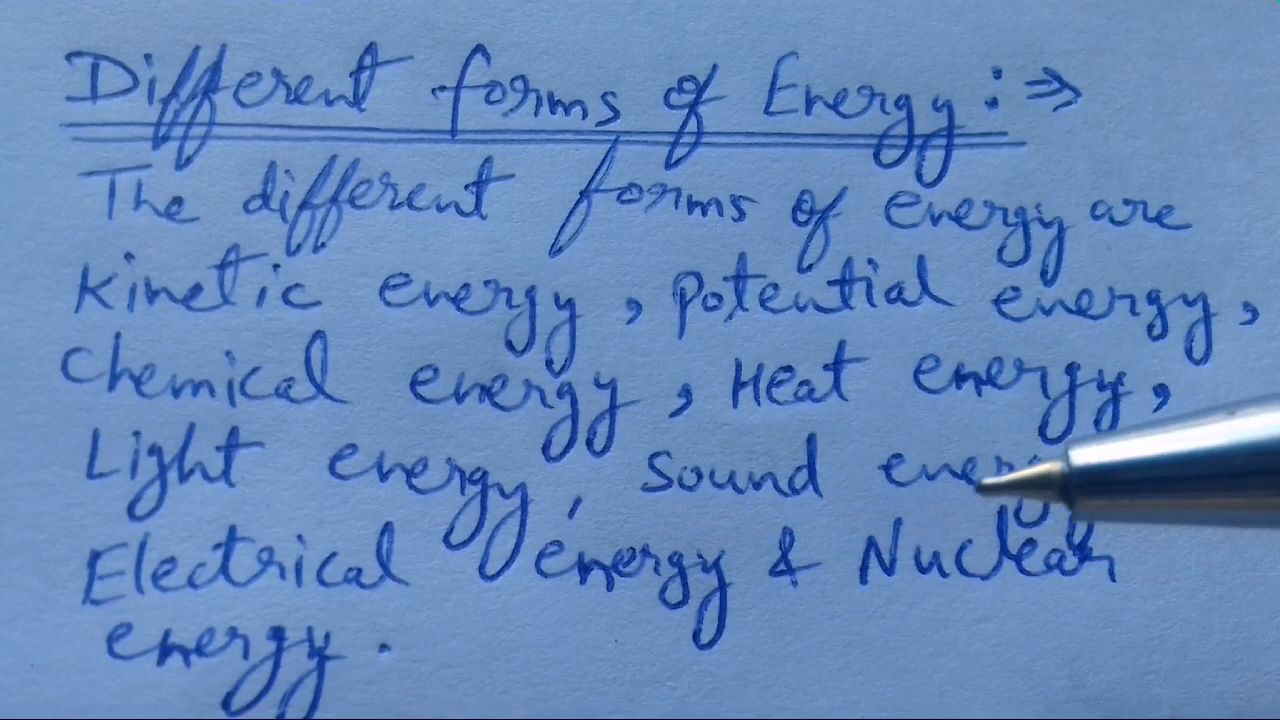 Different forms of Energy :⇒
The different forms of energy are
Kinetic energy, potential energy,
Chemical energy, Heat energy,
Light energy, Sound energy
Electrical energy & Nuclear
energy.